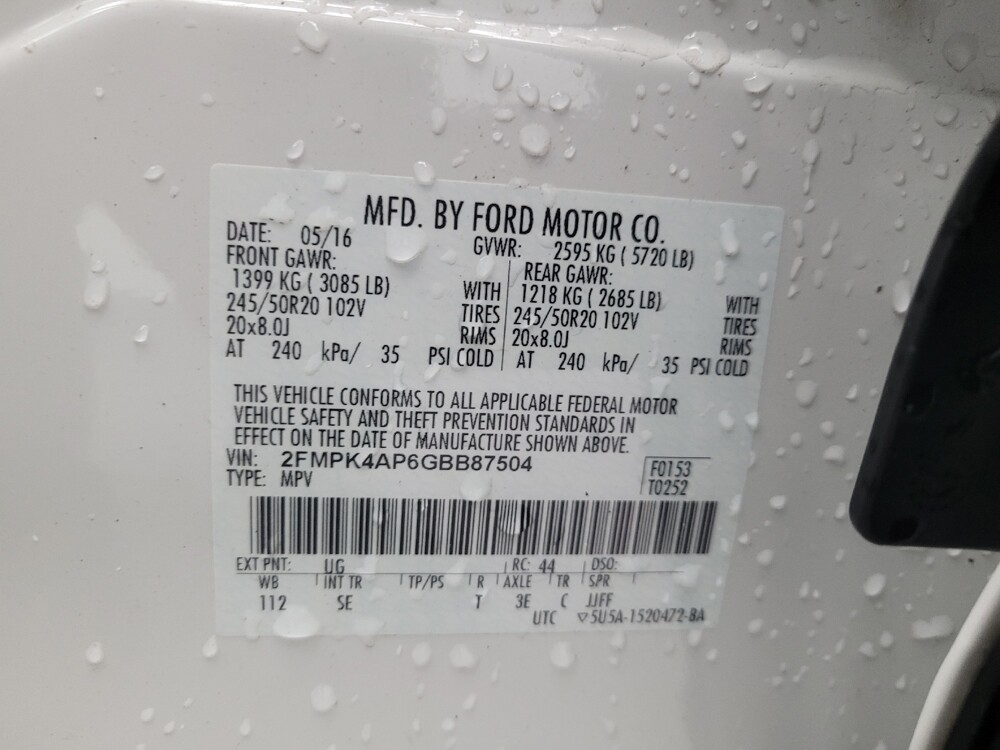 MFD. BY FORD MOTOR CO.
DATE: 05/16 GVWR: 2595 KG ( 5720 LB)
FRONT GAWR: REAR GAWR:
1399 KG ( 3085 LB) WITH 1218 KG ( 2685 LB) WITH
245/50R20 102V TIRES 245/50R20 102V TIRES
20x8.0J RIMS 20x8.0J RIMS
AT 240 kPa/ 35 PSI COLD AT 240 kPa/ 35 PSI COLD
THIS VEHICLE CONFORMS TO ALL APPLICABLE FEDERAL MOTOR
VEHICLE SAFETY AND THEFT PREVENTION STANDARDS IN
EFFECT ON THE DATE OF MANUFACTURE SHOWN ABOVE.
VIN: 2FMPK4AP6GBB87504 F0153
TYPE: MPV T0252
EXT PNT: UG RC: 44 DSO:
WB INT TR TP/PS R AXLE TR SPR
112 SE T 3E C JJFF
UTC ▽5U5A-1520472-BA